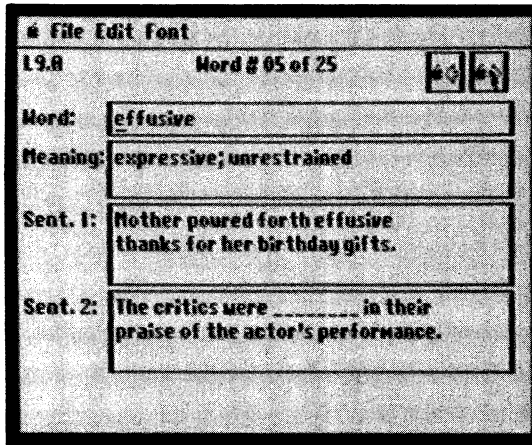 File Edit Font
L9.A Word # 05 of 25
Word: effusive
Meaning: expressive; unrestrained
Sent. 1: Mother poured forth effusive
thanks for her birthday gifts.
Sent. 2: The critics were ________ in their
praise of the actor's performance.